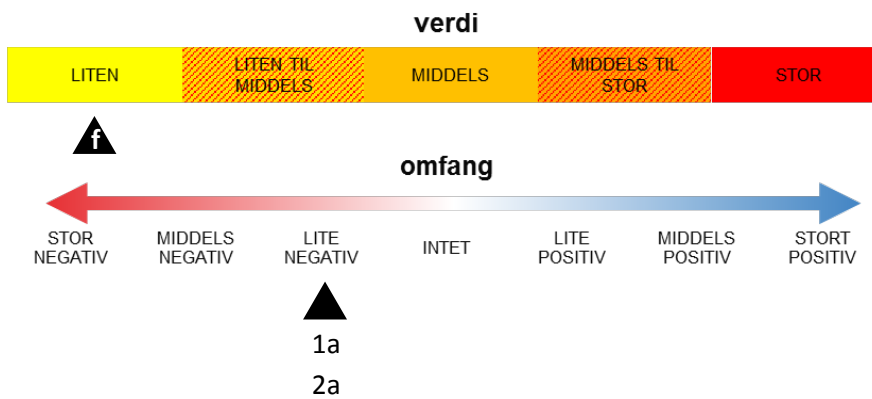 verdi
LITEN
LITEN TIL
MIDDELS
MIDDELS
MIDDELS TIL
STOR
STOR
f
omfang
STOR
NEGATIV
MIDDELS
NEGATIV
LITE
NEGATIV
INTET
LITE
POSITIV
MIDDELS
POSITIV
STORT
POSITIV
1a
2a